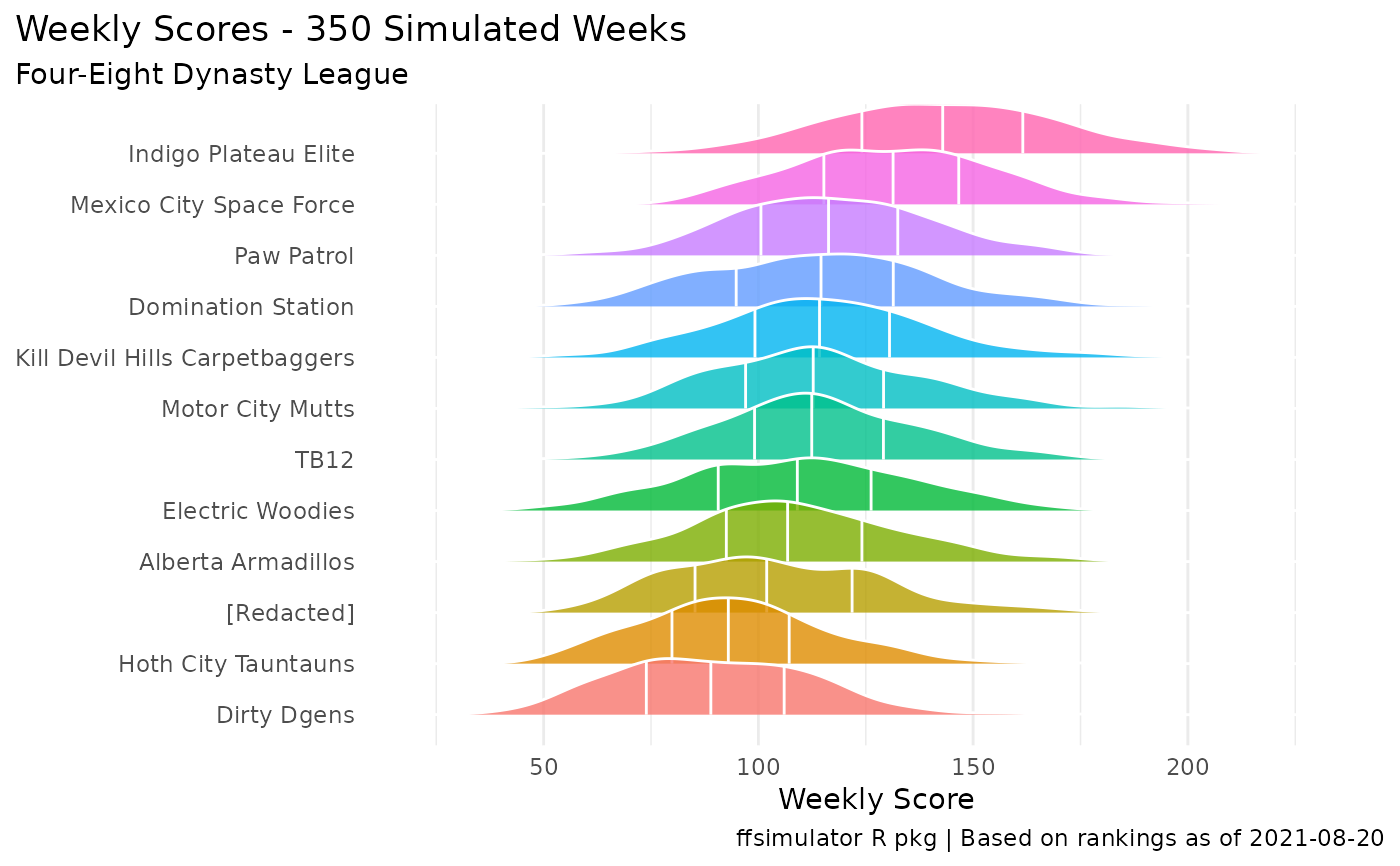 Weekly Scores - 350 Simulated Weeks
Four-Eight Dynasty League
Indigo Plateau Elite
Mexico City Space Force
Paw Patrol
Domination Station
Kill Devil Hills Carpetbaggers
Motor City Mutts
TB12
Electric Woodies
Alberta Armadillos
[Redacted]
Hoth City Tauntauns
Dirty Dgens
50 100 150 200
Weekly Score
ffsimulator R pkg | Based on rankings as of 2021-08-20